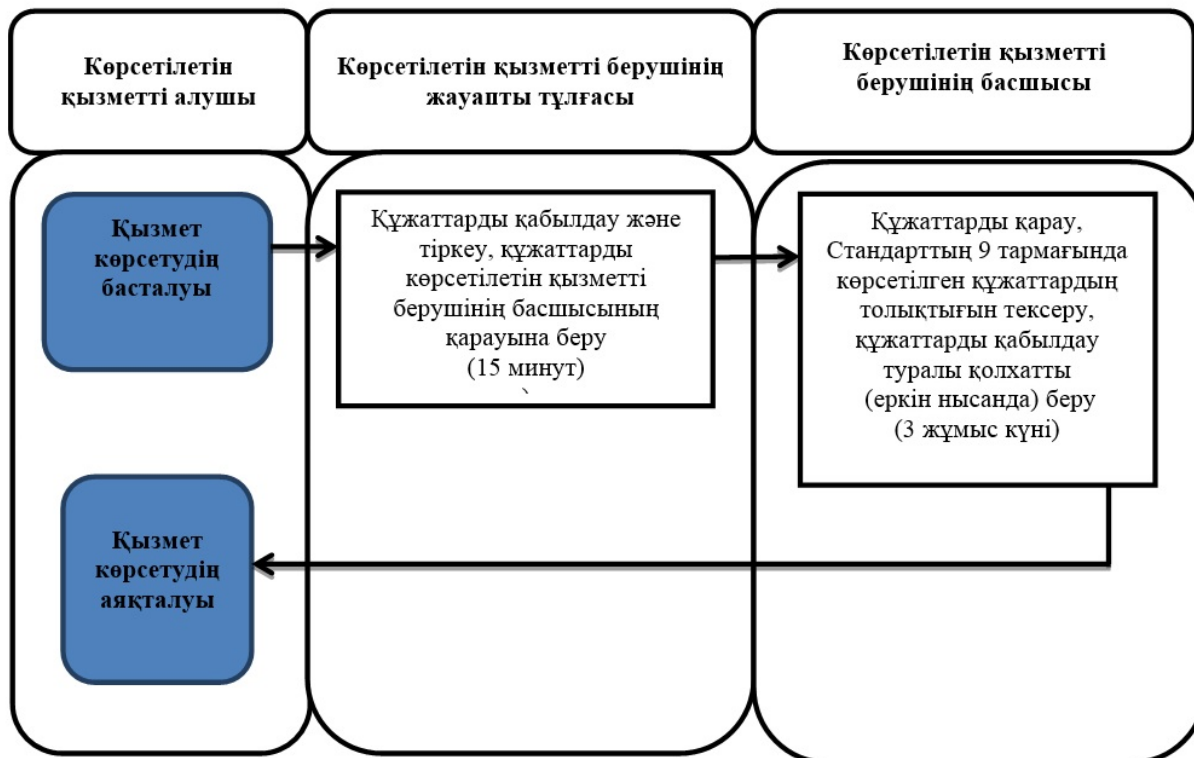 Көрсетілетін
қызметті алушы
Көрсетілетін қызметті берушінің
жауапты тұлғасы
Көрсетілетін қызметті
берушінің басшысы
Қызмет
көрсетудің
басталуы
Құжаттарды қабылдау және
тіркеу, құжаттарды
көрсетілетін қызметті
берушінің басшысының
қарауына беру
(15 минут)
`
Құжаттарды қарау,
Стандарттың 9 тармағында
көрсетілген құжаттардың
толықтығын тексеру,
құжаттарды қабылдау
туралы қолхатты
(еркін нысанда) беру
(3 жұмыс күні)
Қызмет
көрсетудің
аяқталуы